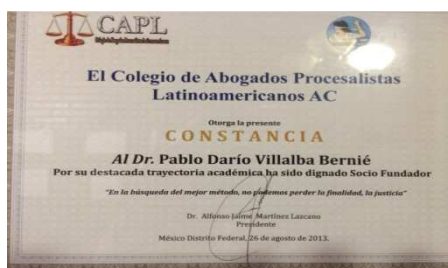 CAPL
El Colegio de Abogados Procesalistas
Latinoamericanos AC
Otorga la presente
CONSTANCIA
Al Dr. Pablo Darío Villalba Bernié
Por su destacada trayectoria académica ha sido dignado Socio Fundador
"En la búsqueda del mejor método, no podemos perder la finalidad, la justicia"
Dr. Alfonso Jaime Martínez Lazcano
Presidente
México Distrito Federal, 26 de agosto de 2013.